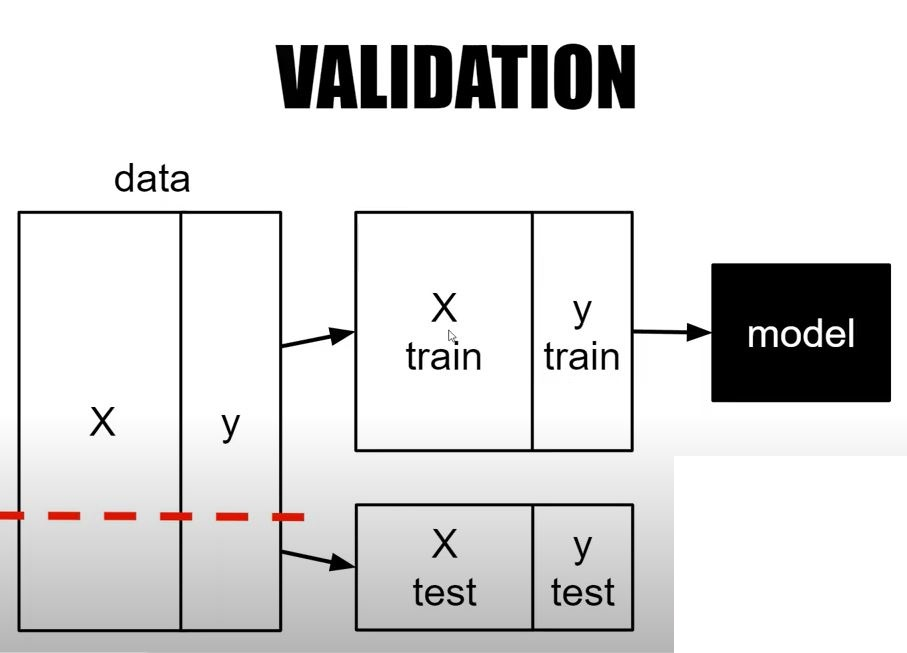 VALIDATION
data
X
y
X
train
y
train
model
X
test
y
test